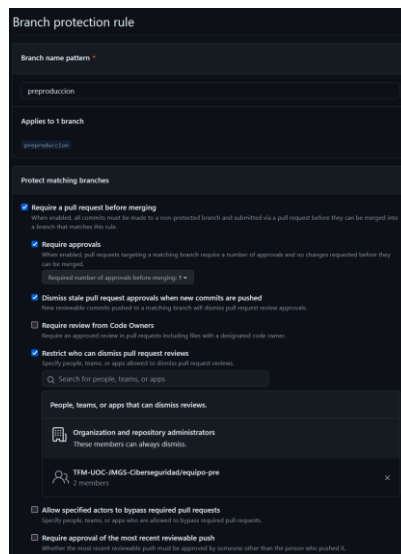 Branch protection rule
Branch name pattern *
preproduccion
Applies to 1 branch
preproduccion
Protect matching branches
Require a pull request before merging
When enabled, all commits must be made to a non-protected branch and submitted via a pull request before they can be merged into
a branch that matches this rule.
Require approvals
When enabled, pull requests targeting a matching branch require a number of approvals and no changes requested before they
can be merged.
Required number of approvals before merging: 1
Dismiss stale pull request approvals when new commits are pushed
New reviewable commits pushed to a matching branch will dismiss pull request review approvals.
Require review from Code Owners
Require an approved review in pull requests including files with a designated code owner.
Restrict who can dismiss pull request reviews
Specify people, teams, or apps allowed to dismiss pull request reviews.
Search for people, teams, or apps
People, teams, or apps that can dismiss reviews.
Organization and repository administrators
These members can always dismiss.
TFM-UOC-JMGS-Ciberseguridad/equipo-pre
2 members
Allow specified actors to bypass required pull requests
Specify people, teams, or apps who are allowed to bypass required pull requests.
Require approval of the most recent reviewable push
Whether the most recent reviewable push must be approved by someone other than the person who pushed it.